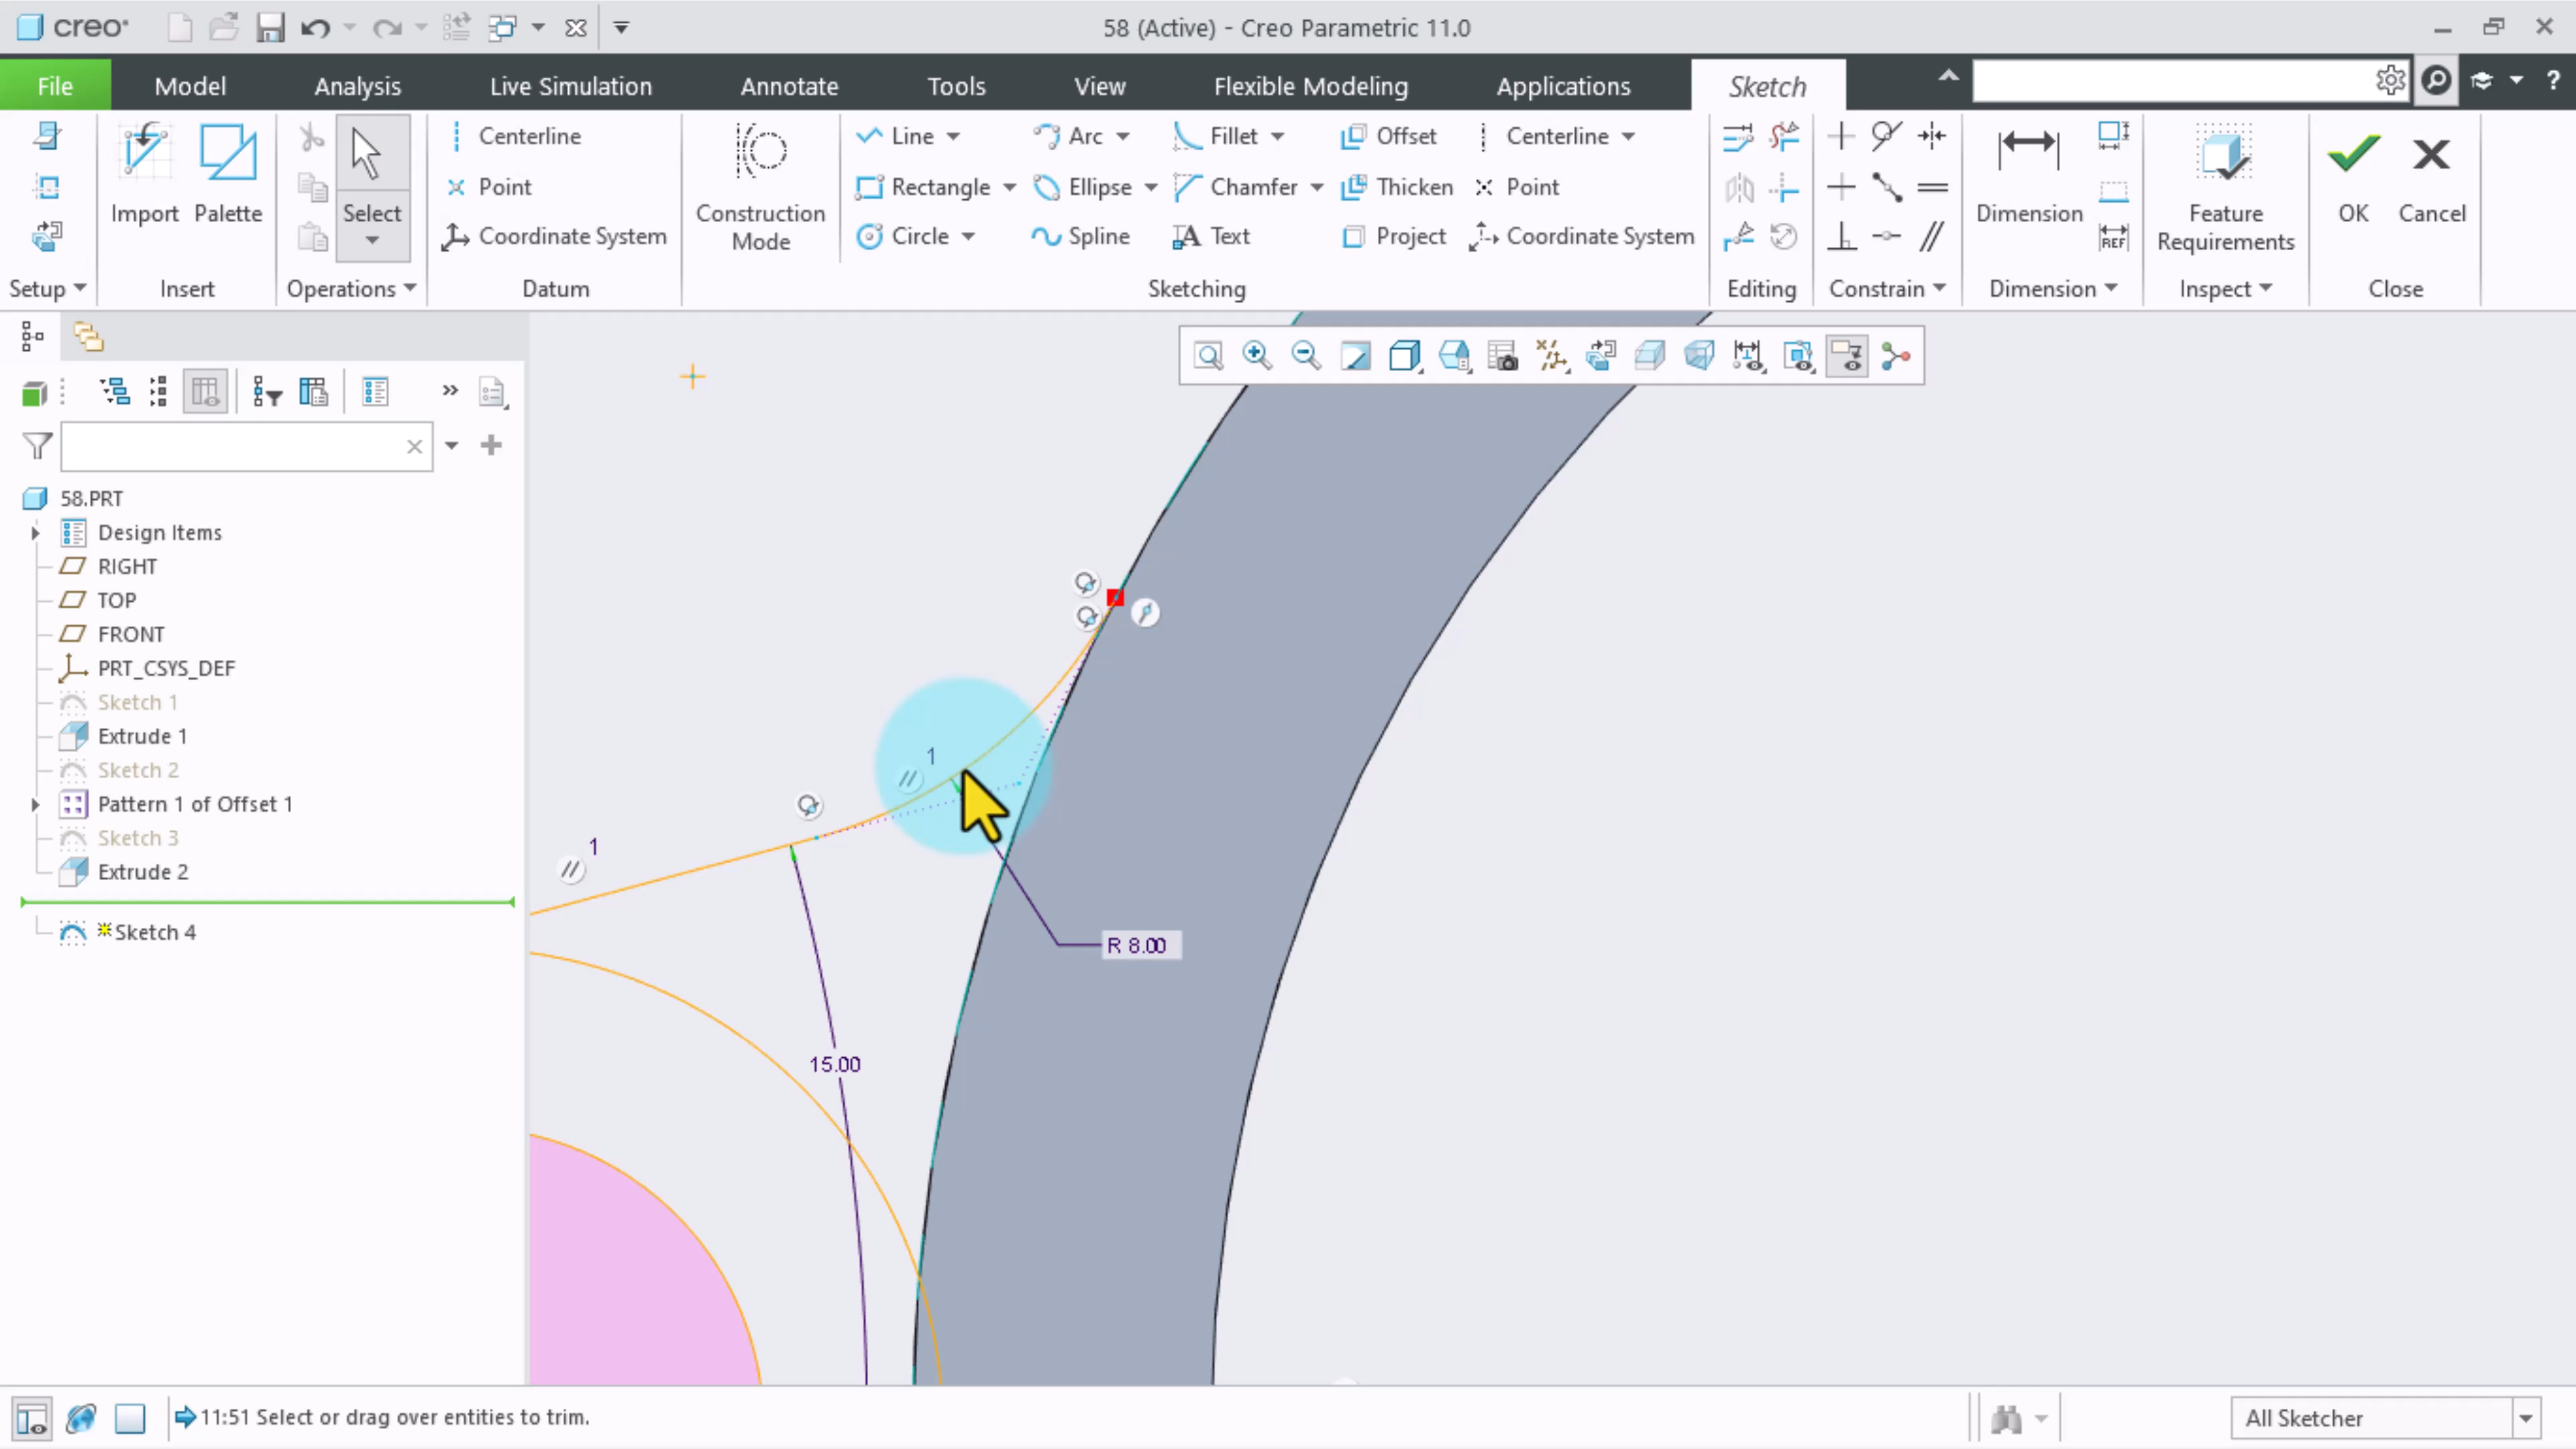 creo
58 (Active) - Creo Parametric 11.0
File
Model
Analysis
Live Simulation
Annotate
Tools
View
Flexible Modeling
Applications
Sketch
?
Import
Palette
Select
Centerline
Point
Coordinate System
Construction Mode
Line
Arc
Fillet
Offset
Centerline
Rectangle
Ellipse
Chamfer
Thicken
Point
Circle
Spline
Text
Project
Coordinate System
Dimension
REF
Feature Requirements
OK
Cancel
Setup
Insert
Operations
Datum
Sketching
Editing
Constrain
Dimension
Inspect
Close
58.PRT
Design Items
RIGHT
TOP
FRONT
PRT_CSYS_DEF
Sketch 1
Extrude 1
Sketch 2
Pattern 1 of Offset 1
Sketch 3
Extrude 2
Sketch 4
1
1
R 8.00
15.00
11:51 Select or drag over entities to trim.
All Sketcher